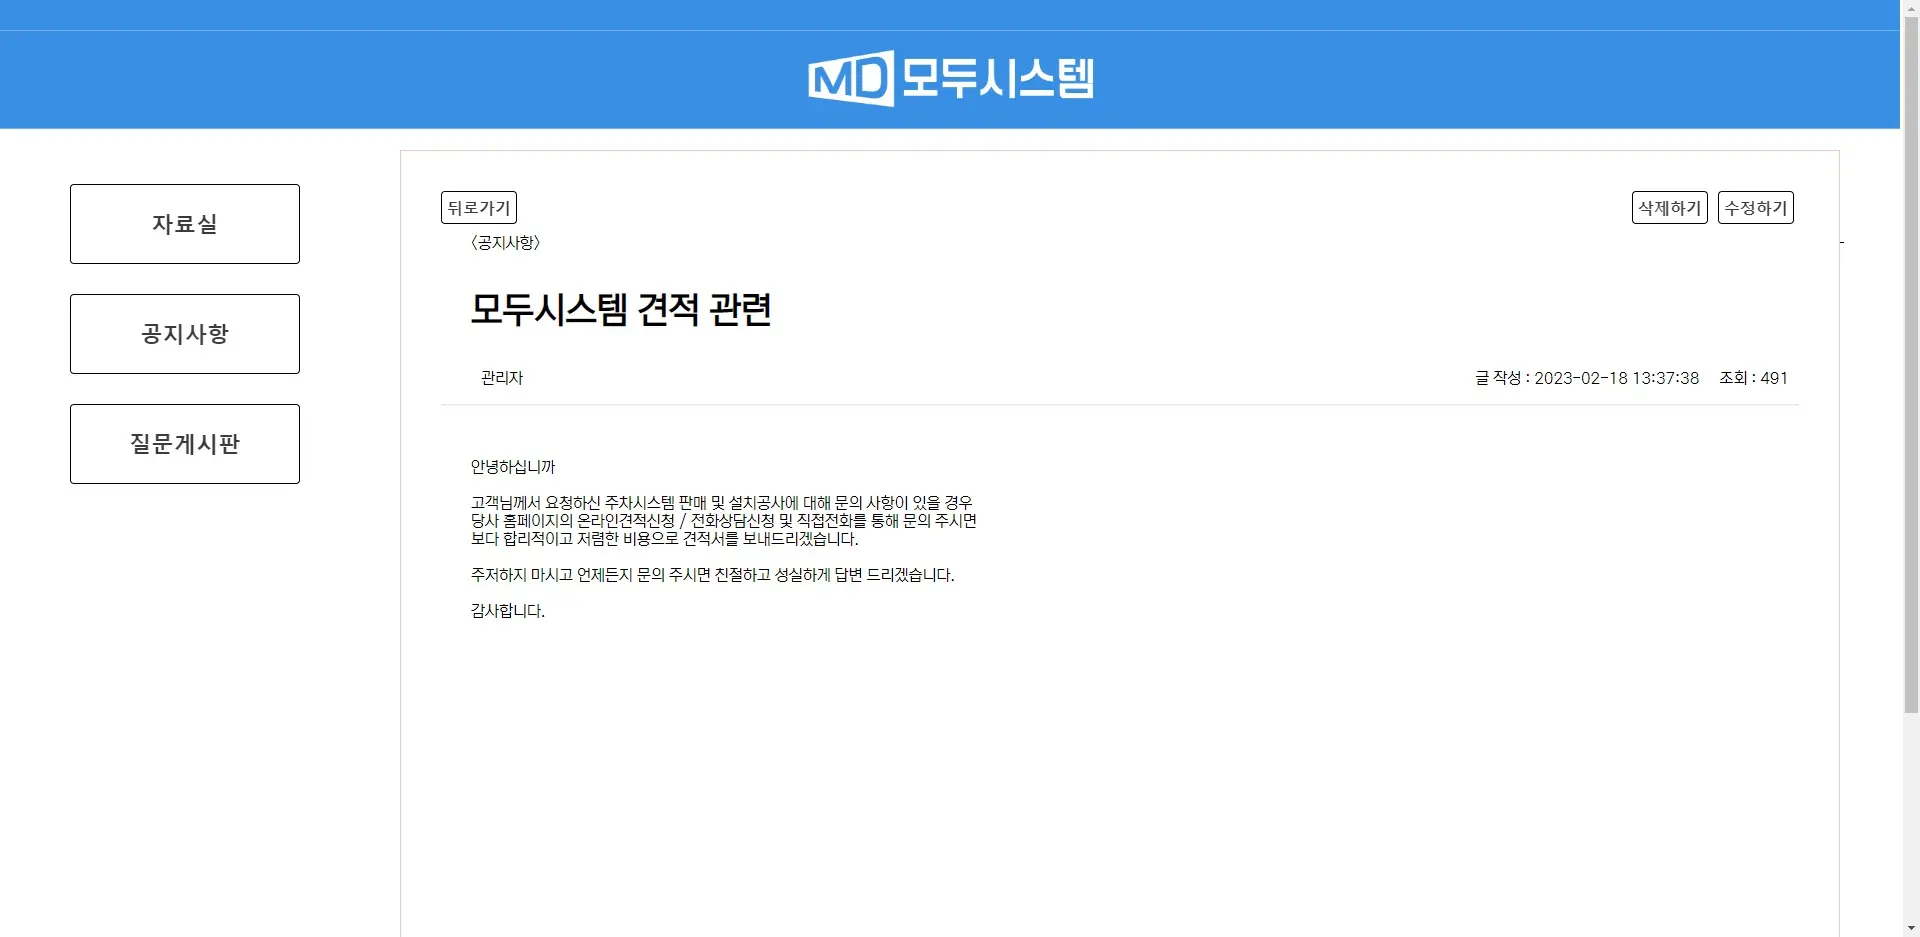 MD 모두시스템
자료실
공지사항
질문게시판
뒤로가기
삭제하기 수정하기
〈공지사항〉
모두시스템 견적 관련
관리자
글 작성 : 2023-02-18 13:37:38 조회 : 491
안녕하십니까
고객님께서 요청하신 주차시스템 판매 및 설치공사에 대해 문의 사항이 있을 경우
당사 홈페이지의 온라인견적신청 / 전화상담신청 및 직접전화를 통해 문의 주시면
보다 합리적이고 저렴한 비용으로 견적서를 보내드리겠습니다.
주저하지 마시고 언제든지 문의 주시면 친절하고 성실하게 답변 드리겠습니다.
감사합니다.